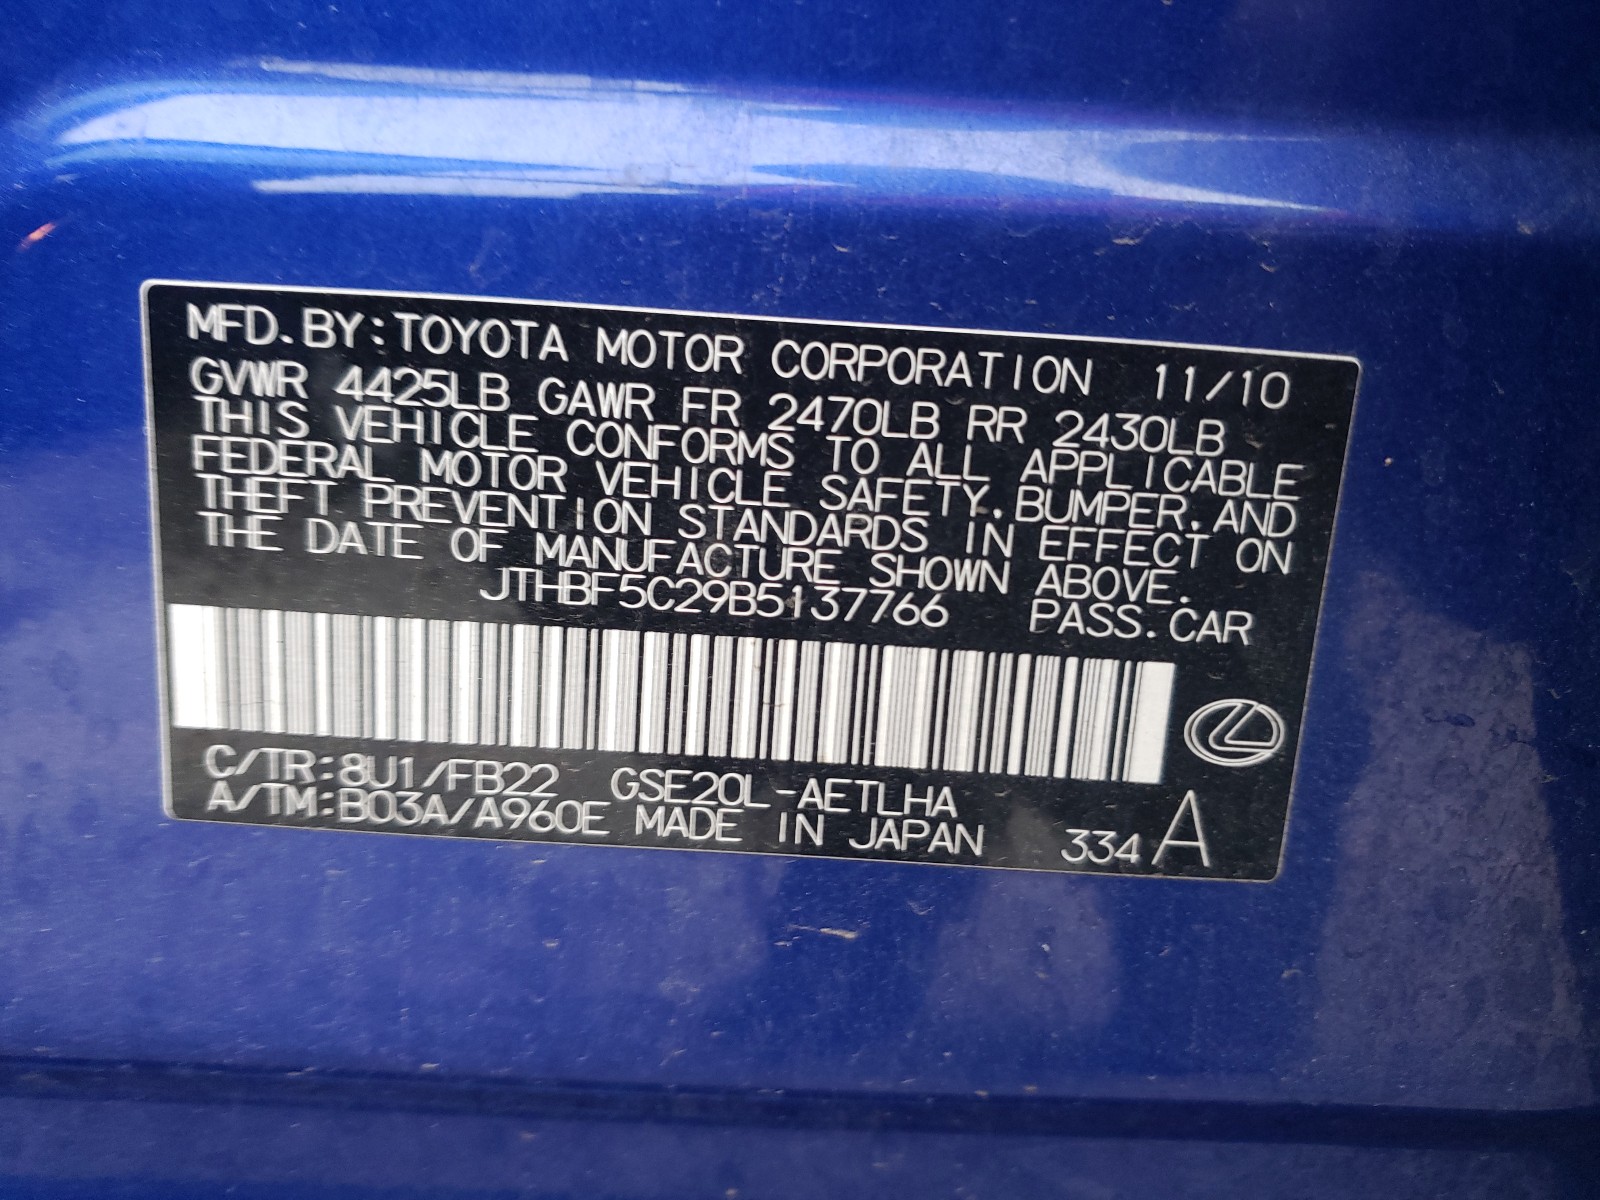 MFD. BY: TOYOTA MOTOR CORPORATION 11/10
GVWR 4425LB GAWR FR 2470LB RR 2430LB
THIS VEHICLE CONFORMS TO ALL APPLICABLE
FEDERAL MOTOR VEHICLE SAFETY, BUMPER, AND
THEFT PREVENTION STANDARDS IN EFFECT ON
THE DATE OF MANUFACTURE SHOWN ABOVE.
JTHBF5C29B5137766 PASS. CAR
C/TR: 8U1/FB22 GSE20L-AETLHA
A/TM: B03A/A960E MADE IN JAPAN 334 A